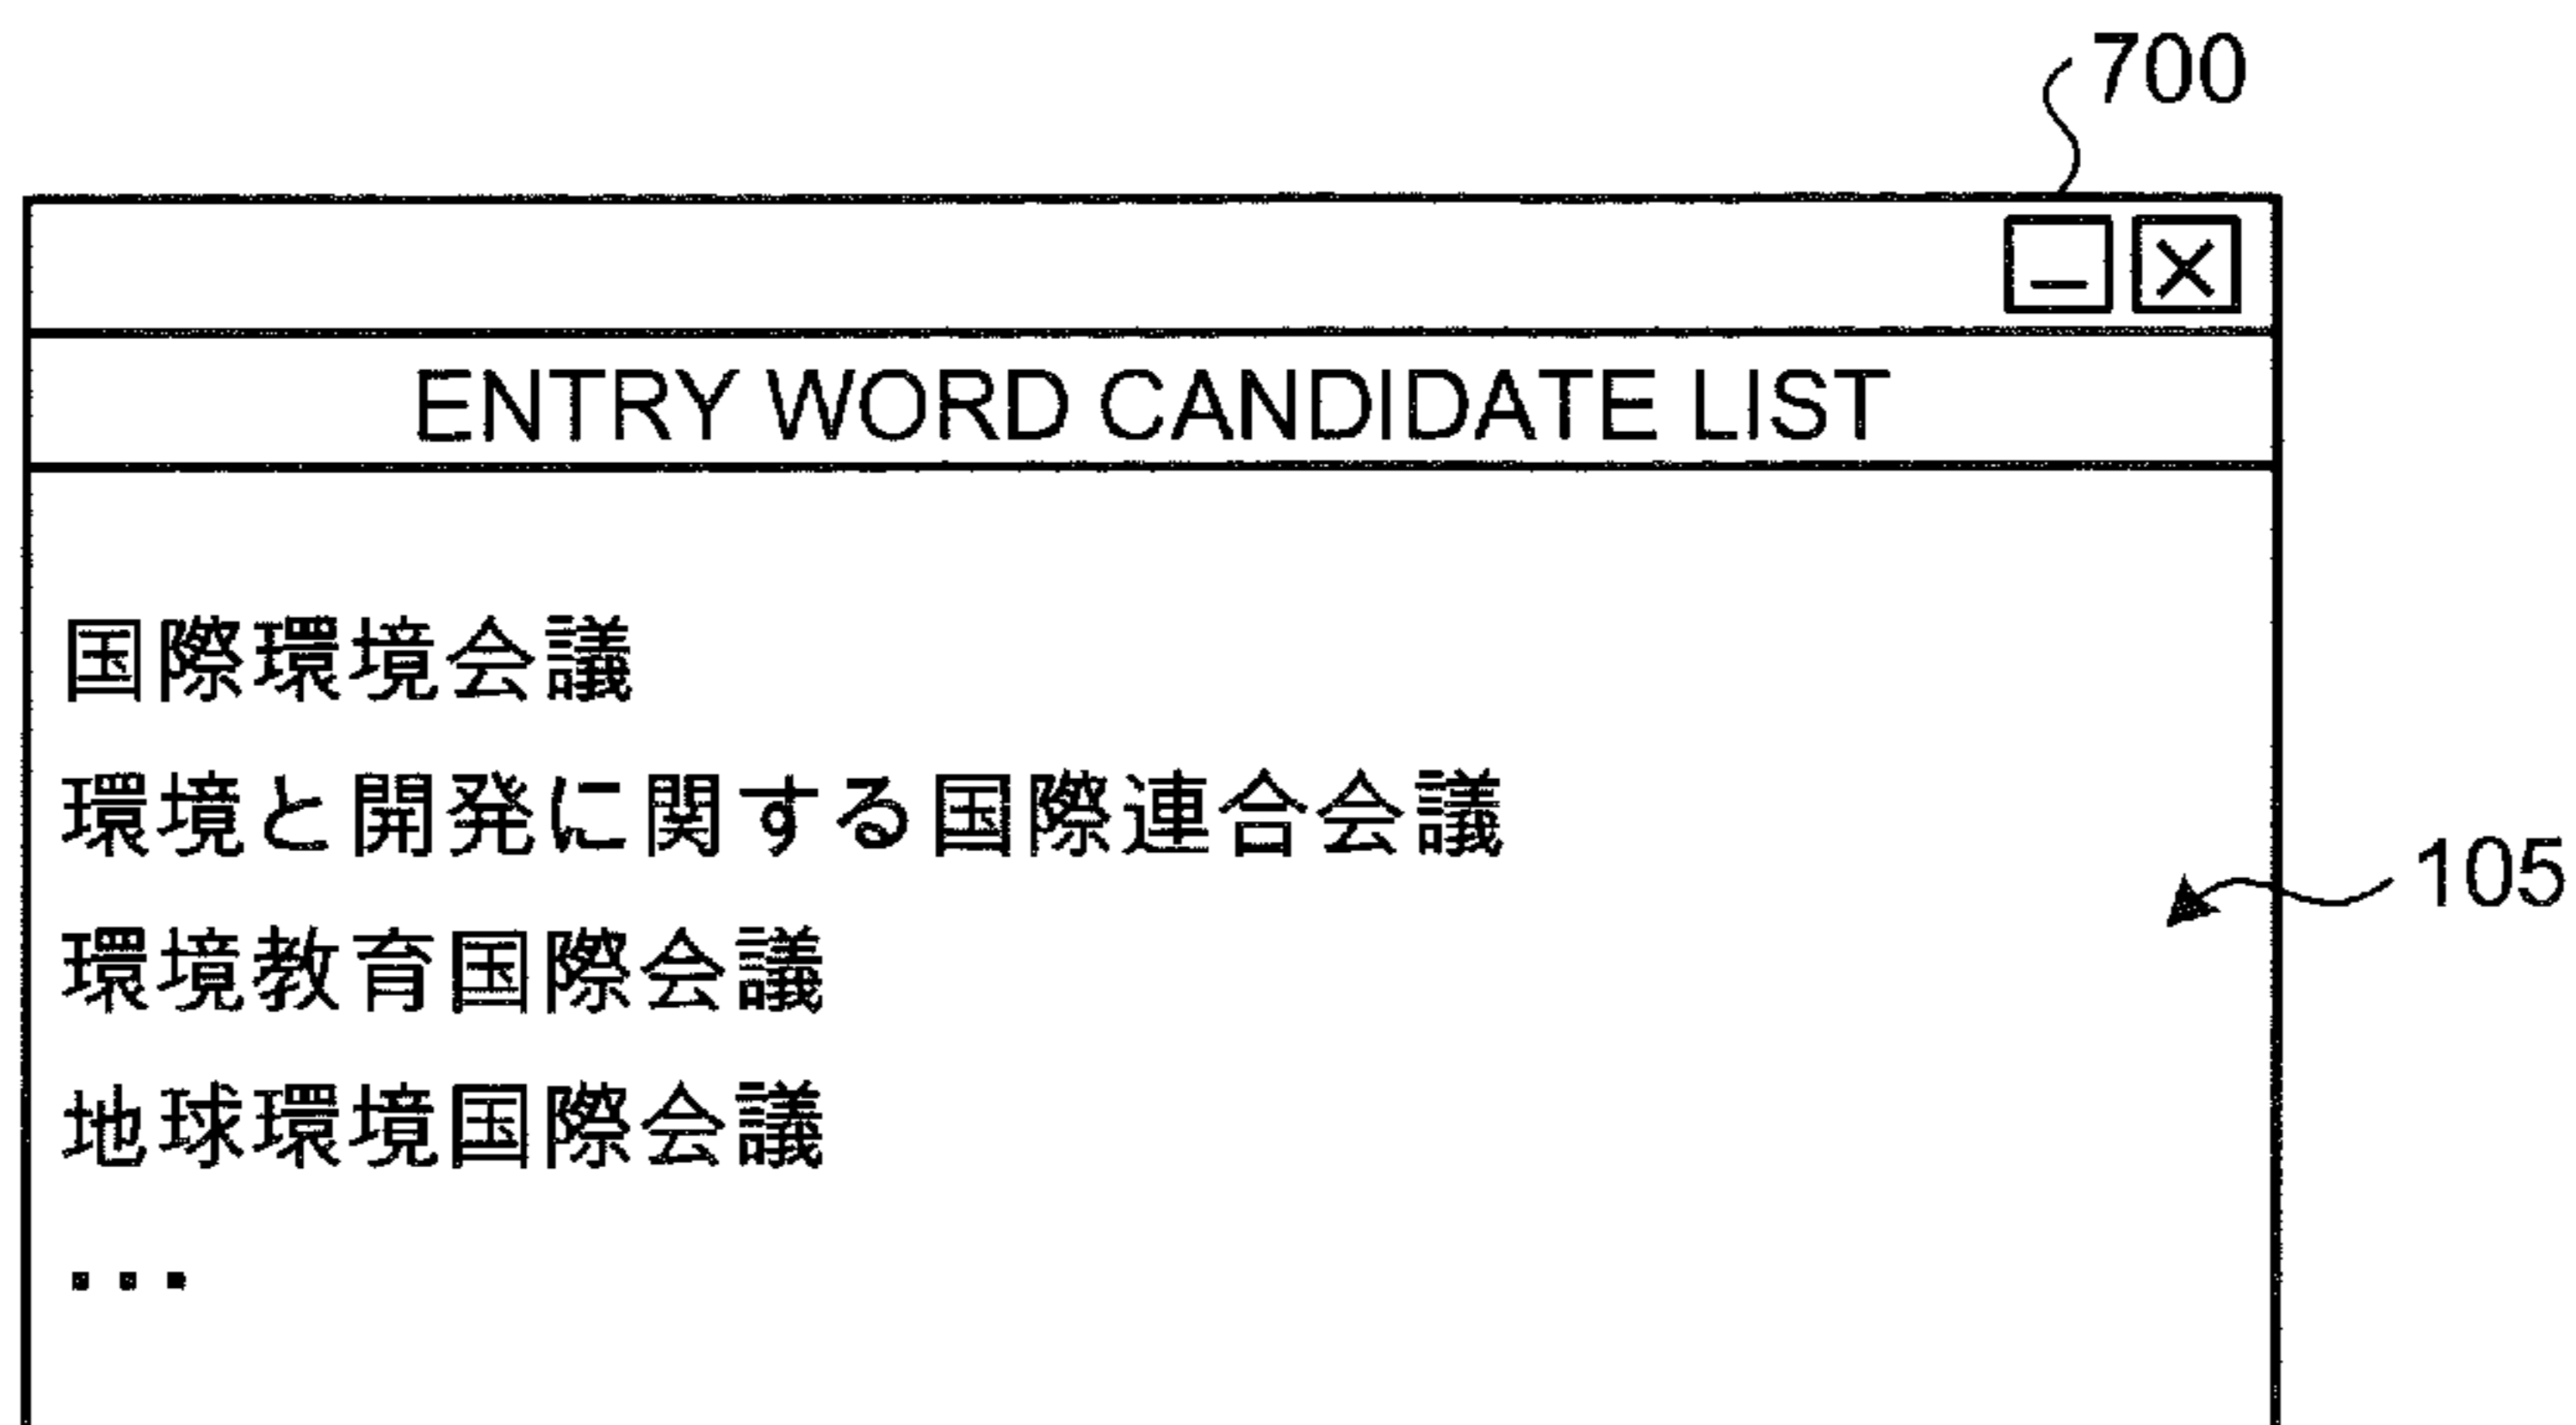 700
ENTRY WORD CANDIDATE LIST
国際環境会議
環境と開発に関する国際連合会議
105
環境教育国際会議
地球環境国際会議
...